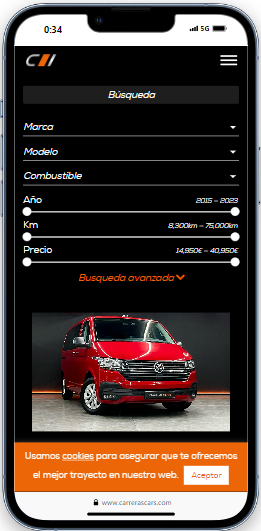 0:34
5G
Búsqueda
Marca
Modelo
Combustible
Año 2015 – 2023
Km 8,300km – 75,000km
Precio 14,950€ – 40,950€
Busqueda avanzada
Usamos cookies para asegurar que te ofrecemos
el mejor trayecto en nuestra web. Aceptar
www.carrerascars.com